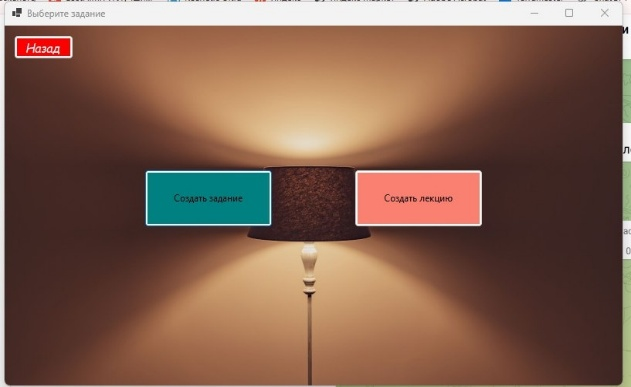 Выберите задание
Назад
Создать задание
Создать лекцию